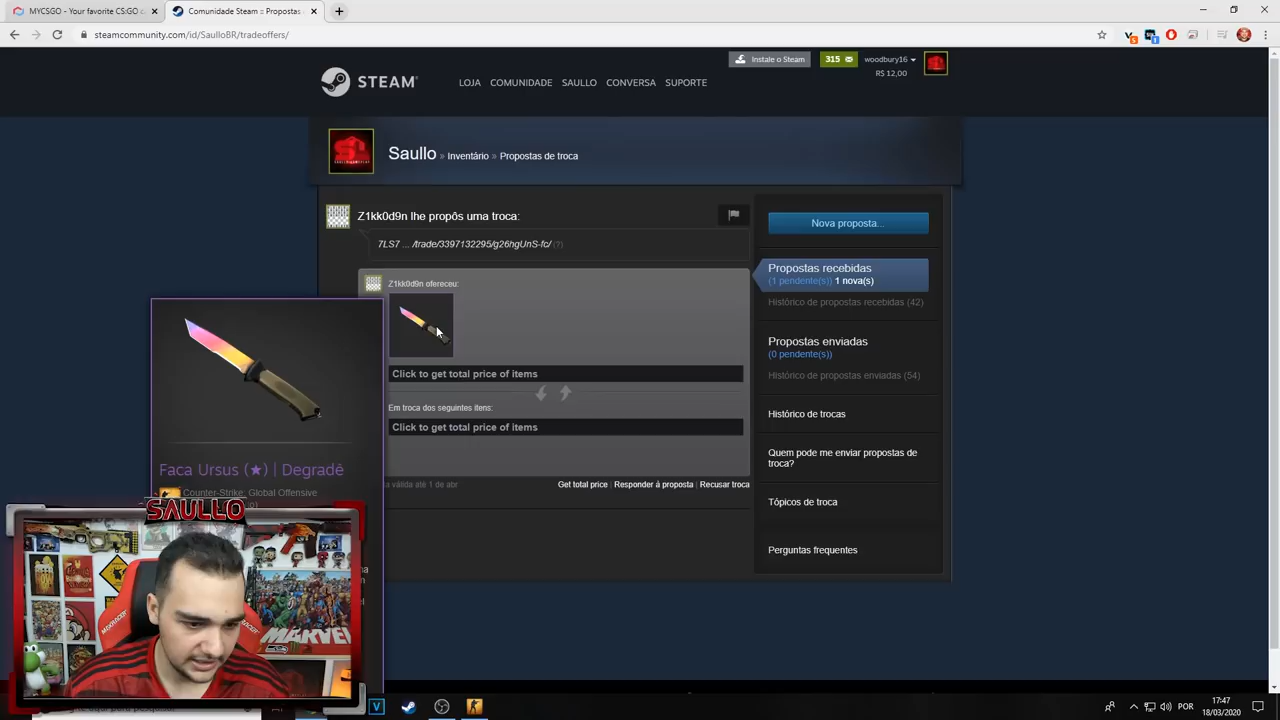 MYCSGO - Your favorite CS:GO c
Comunidade Steam :: Propostas
steamcommunity.com/id/SaulloBR/tradeoffers/
Instale o Steam
315
woodbury16
R$ 12,00
STEAM
LOJA COMUNIDADE SAULLO CONVERSA SUPORTE
Saullo » Inventário » Propostas de troca
Z1kk0d9n lhe propôs uma troca:
7LS7 ... /trade/3397132295/g26hgUnS-fc/ (?)
Z1kk0d9n ofereceu:
Click to get total price of items
Em troca dos seguintes itens:
Click to get total price of items
válida até 1 de abr
Get total price | Responder à proposta | Recusar troca
Nova proposta...
Propostas recebidas
(1 pendente(s)) 1 nova(s)
Histórico de propostas recebidas (42)
Propostas enviadas
(0 pendente(s))
Histórico de propostas enviadas (54)
Histórico de trocas
Quem pode me enviar propostas de
troca?
Tópicos de troca
Perguntas frequentes
Faca Ursus (★) | Degradê
Counter-Strike: Global Offensive
SAULLO
MARVEL
MAXRACER
POR
17:47
18/03/2020